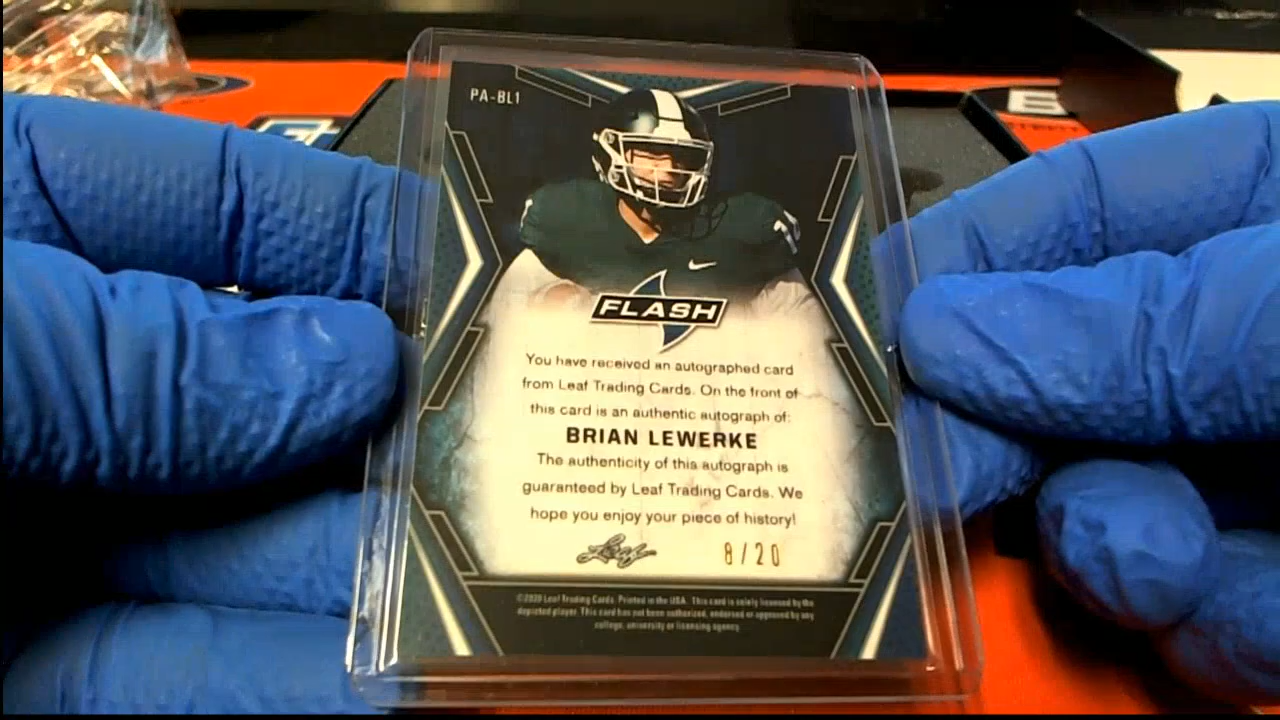 PA-BL1
FLASH
You have received an autographed card
from Leaf Trading Cards. On the front of
this card is an authentic autograph of:
BRIAN LEWERKE
The authenticity of this autograph is
guaranteed by Leaf Trading Cards. We
hope you enjoy your piece of history!
Leaf
8/20
©2020 Leaf Trading Cards. Printed in the USA. This card is solely licensed by the
depicted player. This card has not been authorized, endorsed or approved by any
college, university or licensing agency.